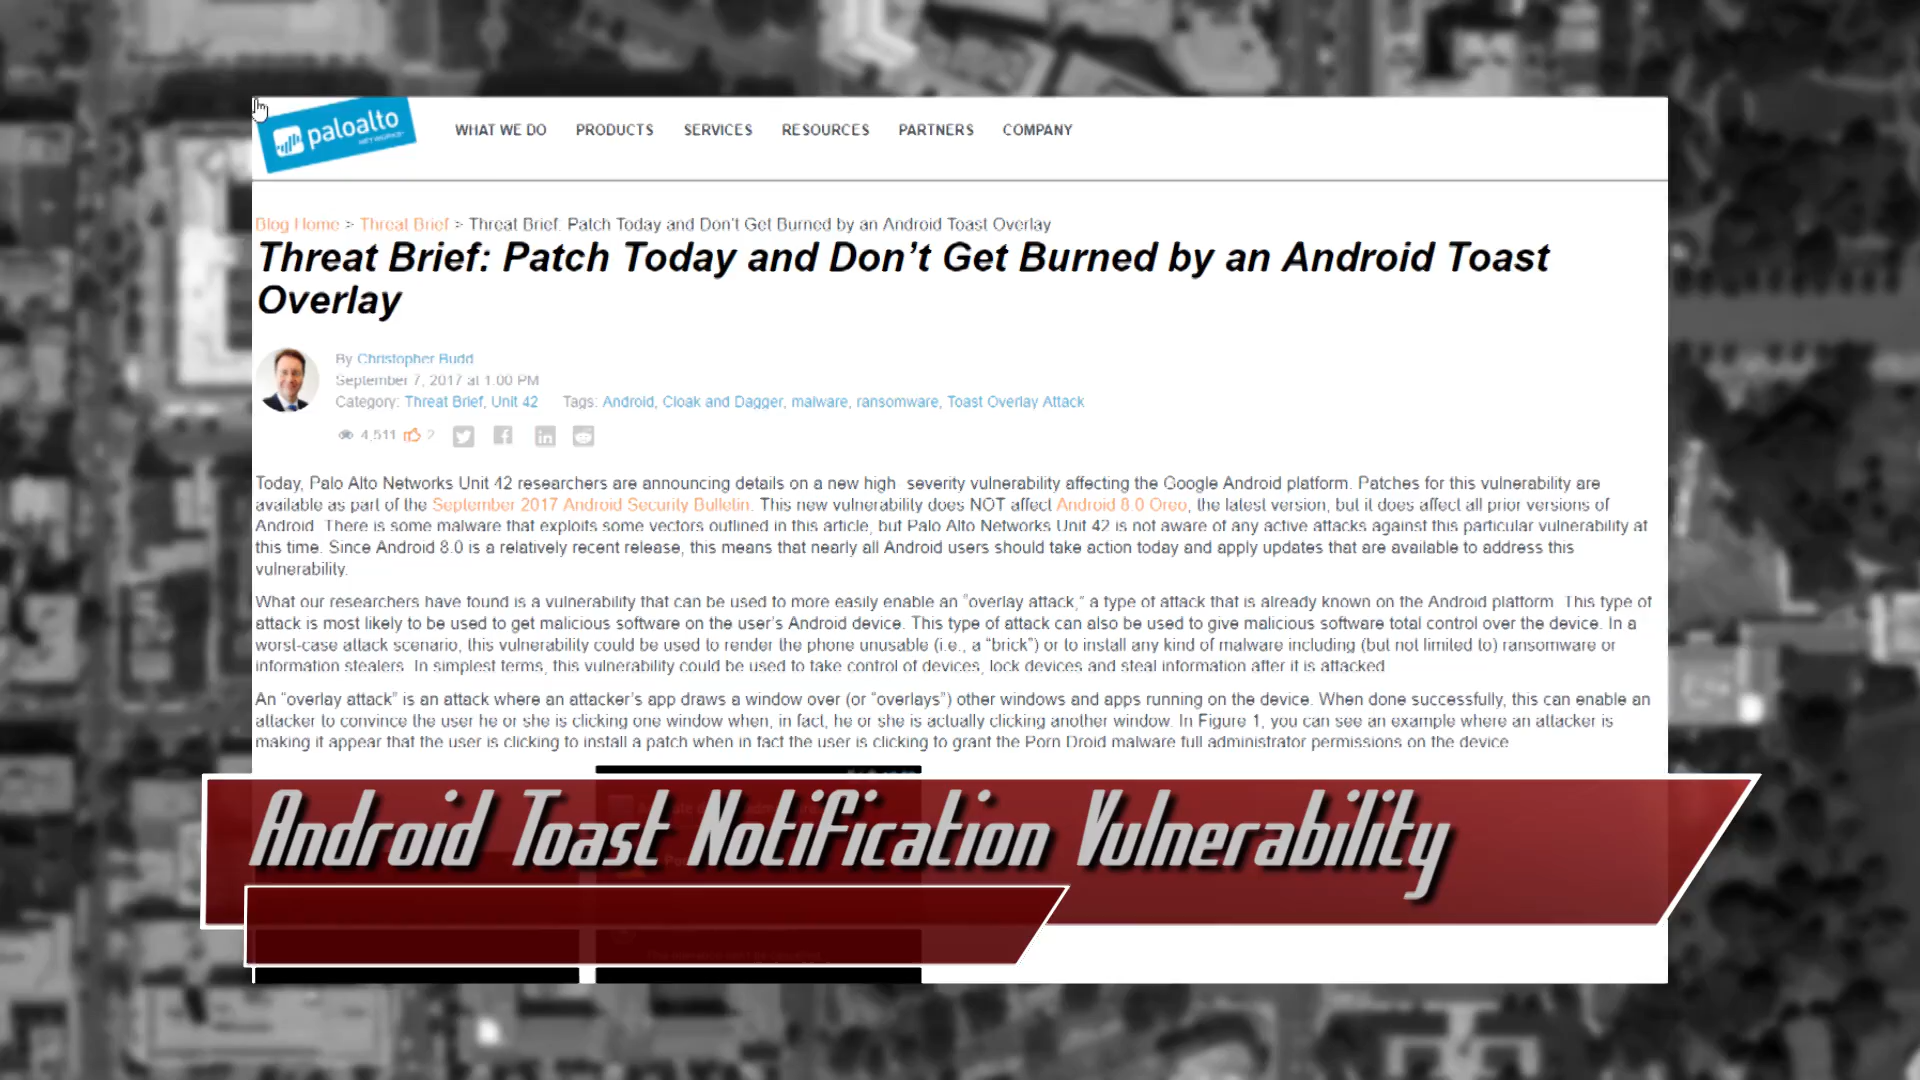 paloalto
NETWORKS
WHAT WE DO PRODUCTS SERVICES RESOURCES PARTNERS COMPANY
Blog Home > Threat Brief > Threat Brief: Patch Today and Don't Get Burned by an Android Toast Overlay
Threat Brief: Patch Today and Don't Get Burned by an Android Toast
Overlay
By Christopher Budd
September 7, 2017 at 1:00 PM
Category: Threat Brief, Unit 42 Tags: Android, Cloak and Dagger, malware, ransomware, Toast Overlay Attack
4,511 2
Today, Palo Alto Networks Unit 42 researchers are announcing details on a new high severity vulnerability affecting the Google Android platform. Patches for this vulnerability are
available as part of the September 2017 Android Security Bulletin. This new vulnerability does NOT affect Android 8.0 Oreo, the latest version, but it does affect all prior versions of
Android. There is some malware that exploits some vectors outlined in this article, but Palo Alto Networks Unit 42 is not aware of any active attacks against this particular vulnerability at
this time. Since Android 8.0 is a relatively recent release, this means that nearly all Android users should take action today and apply updates that are available to address this
vulnerability.
What our researchers have found is a vulnerability that can be used to more easily enable an "overlay attack," a type of attack that is already known on the Android platform. This type of
attack is most likely to be used to get malicious software on the user's Android device. This type of attack can also be used to give malicious software total control over the device. In a
worst-case attack scenario, this vulnerability could be used to render the phone unusable (i.e., a "brick") or to install any kind of malware including (but not limited to) ransomware or
information stealers. In simplest terms, this vulnerability could be used to take control of devices, lock devices and steal information after it is attacked.
An "overlay attack" is an attack where an attacker's app draws a window over (or "overlays") other windows and apps running on the device. When done successfully, this can enable an
attacker to convince the user he or she is clicking one window when, in fact, he or she is actually clicking another window. In Figure 1, you can see an example where an attacker is
making it appear that the user is clicking to install a patch when in fact the user is clicking to grant the Porn Droid malware full administrator permissions on the device.
Android Toast Notification Vulnerability